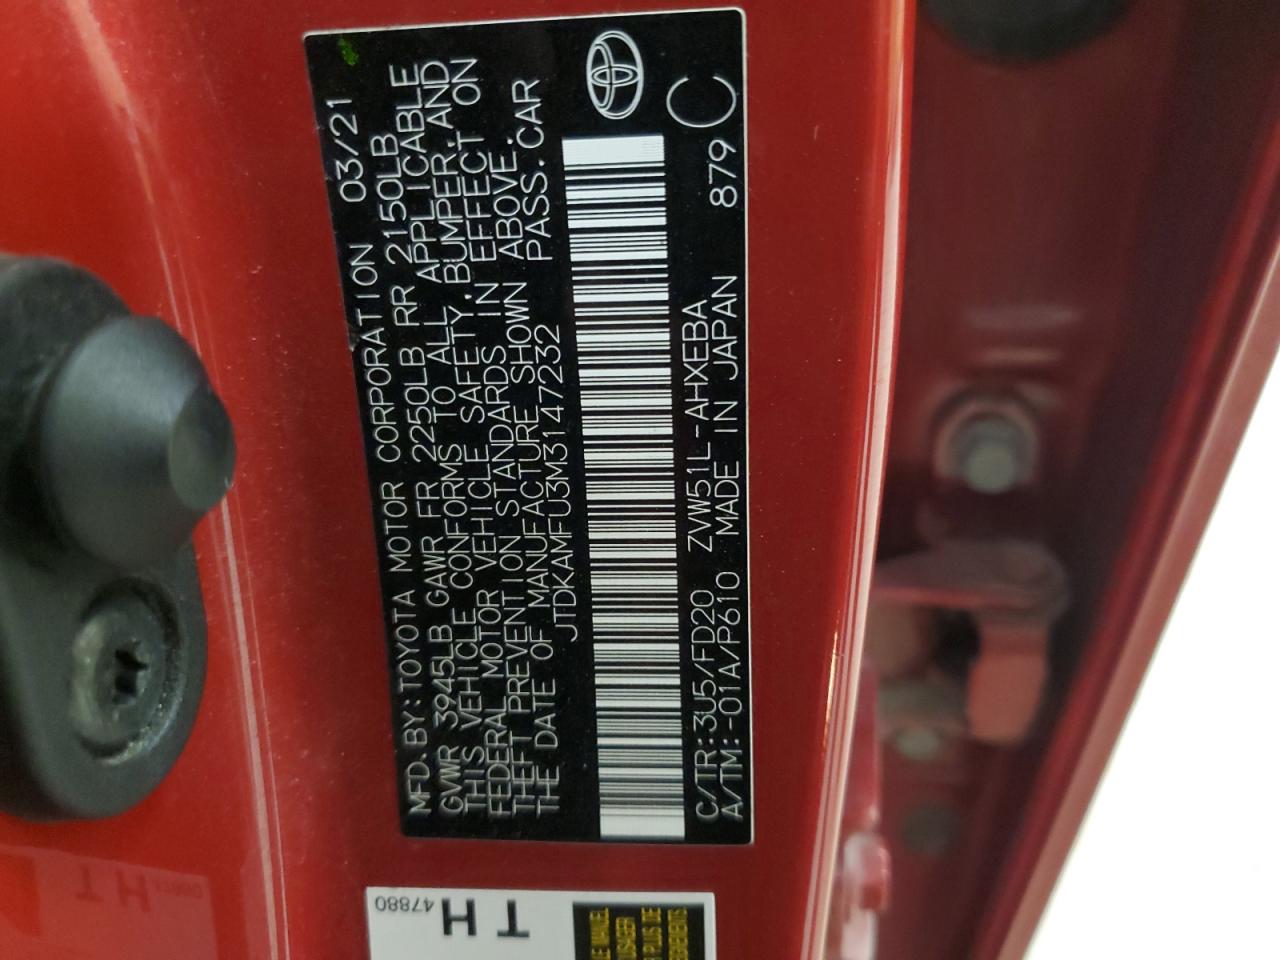 MFD. BY: TOYOTA MOTOR CORPORATION 03/21
GVWR 3945LB GAWR FR 2250LB RR 2150LB
THIS VEHICLE CONFORMS TO ALL APPLICABLE
FEDERAL MOTOR VEHICLE SAFETY, BUMPER, AND
THEFT PREVENTION STANDARDS IN EFFECT ON
THE DATE OF MANUFACTURE SHOWN ABOVE.
JTDKAMFU3M3147232 PASS. CAR
C/TR: 3U5/FD20 ZVW51L-AHXEBA
A/TM: -01A/P610 MADE IN JAPAN 879
C
TH
47880
PLUS DE